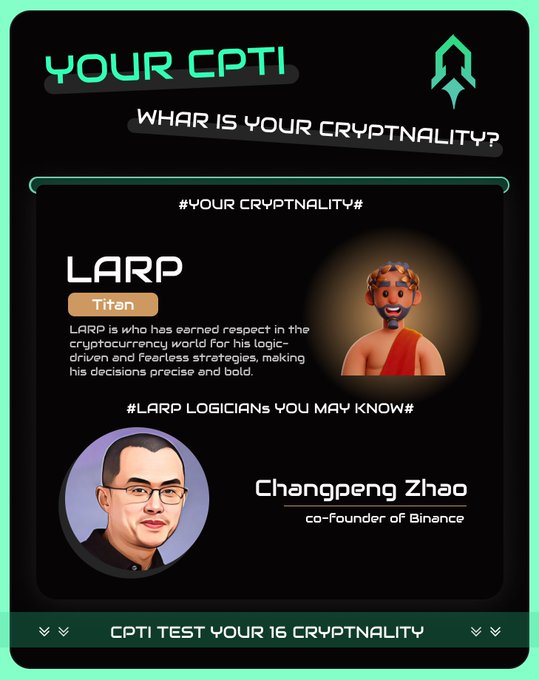 YOUR CPTI
WHAR IS YOUR CRYPTNALITY?
#YOUR CRYPTNALITY#
LARP
Titan
LARP is who has earned respect in the
cryptocurrency world for his logic-
driven and fearless strategies, making
his decisions precise and bold.
#LARP LOGICIANs YOU MAY KNOW#
Changpeng Zhao
co-founder of Binance
CPTI TEST YOUR 16 CRYPTNALITY